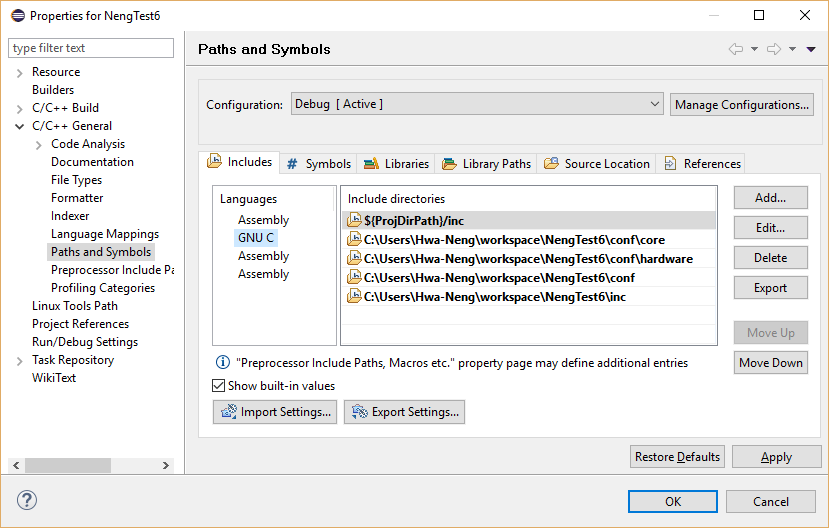 Properties for NengTest6
type filter text
Resource
Builders
C/C++ Build
C/C++ General
Code Analysis
Documentation
File Types
Formatter
Indexer
Language Mappings
Paths and Symbols
Preprocessor Include Pa
Profiling Categories
Linux Tools Path
Project References
Run/Debug Settings
Task Repository
WikiText
Paths and Symbols
Configuration: Debug [ Active ] Manage Configurations...
Includes # Symbols Libraries Library Paths Source Location References
Languages
Assembly
GNU C
Assembly
Assembly
Include directories
${ProjDirPath}/inc
C:\Users\Hwa-Neng\workspace\NengTest6\conf\core
C:\Users\Hwa-Neng\workspace\NengTest6\conf\hardware
C:\Users\Hwa-Neng\workspace\NengTest6\conf
C:\Users\Hwa-Neng\workspace\NengTest6\inc
Add...
Edit...
Delete
Export
Move Up
Move Down
"Preprocessor Include Paths, Macros etc." property page may define additional entries
Show built-in values
Import Settings... Export Settings...
Restore Defaults Apply
OK Cancel